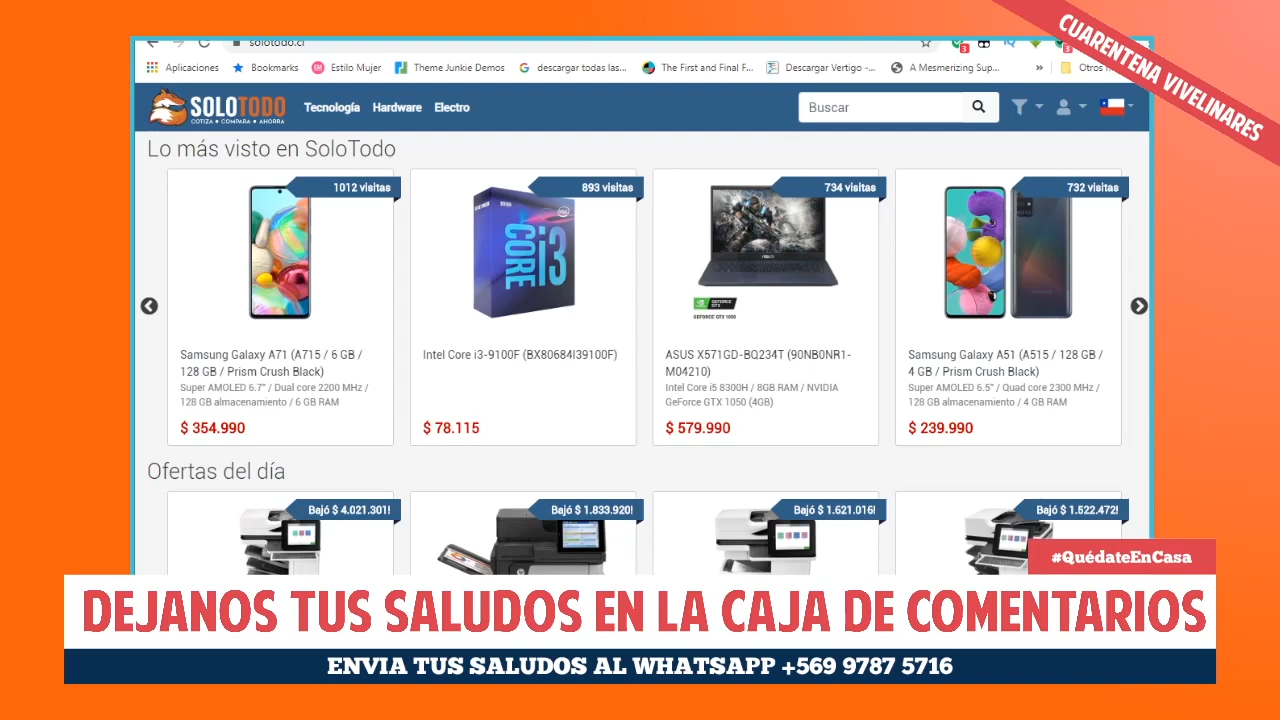 CUARENTENA VIVELINARES
solotodo.cl
Aplicaciones
Bookmarks
Estilo Mujer
Theme Junkie Demos
descargar todas las...
The First and Final F...
Descargar Vertigo -...
A Mesmerizing Sup...
»
SOLOTODO
COTIZA • COMPARA • AHORRA
Tecnología
Hardware
Electro
Buscar
Lo más visto en SoloTodo
1012 visitas
893 visitas
734 visitas
732 visitas
CORE i3
ASUS
GEFORCE GTX 1050
Samsung Galaxy A71 (A715 / 6 GB /
128 GB / Prism Crush Black)
Super AMOLED 6.7" / Dual core 2200 MHz /
128 GB almacenamiento / 6 GB RAM
$ 354.990
Intel Core i3-9100F (BX80684I39100F)
$ 78.115
ASUS X571GD-BQ234T (90NB0NR1-
M04210)
Intel Core i5 8300H / 8GB RAM / NVIDIA
GeForce GTX 1050 (4GB)
$ 579.990
Samsung Galaxy A51 (A515 / 128 GB /
4 GB / Prism Crush Black)
Super AMOLED 6.5" / Quad core 2300 MHz /
128 GB almacenamiento / 4 GB RAM
$ 239.990
Ofertas del día
Bajó $ 4.021.301!
Bajó $ 1.833.920!
Bajó $ 1.621.016!
Bajó $ 1.522.472!
#QuédateEnCasa
DEJANOS TUS SALUDOS EN LA CAJA DE COMENTARIOS
ENVIA TUS SALUDOS AL WHATSAPP +569 9787 5716